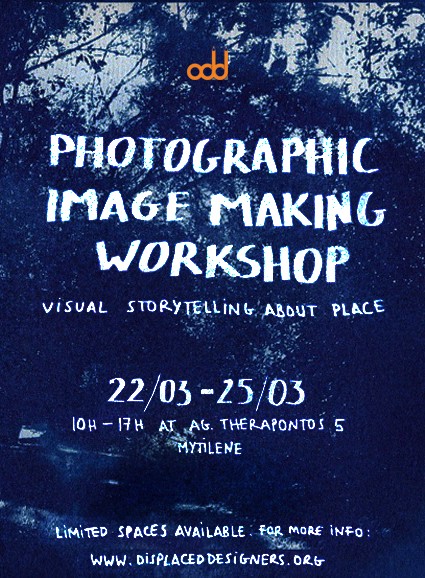 odd
PHOTOGRAPHIC
IMAGE MAKING
WORKSHOP
VISUAL STORYTELLING ABOUT PLACE
22/03 - 25/03
10H - 17H AT AG. THERAPONTOS 5
MYTILENE
LIMITED SPACES AVAILABLE. FOR MORE INFO:
WWW.DISPLACEDDESIGNERS.ORG